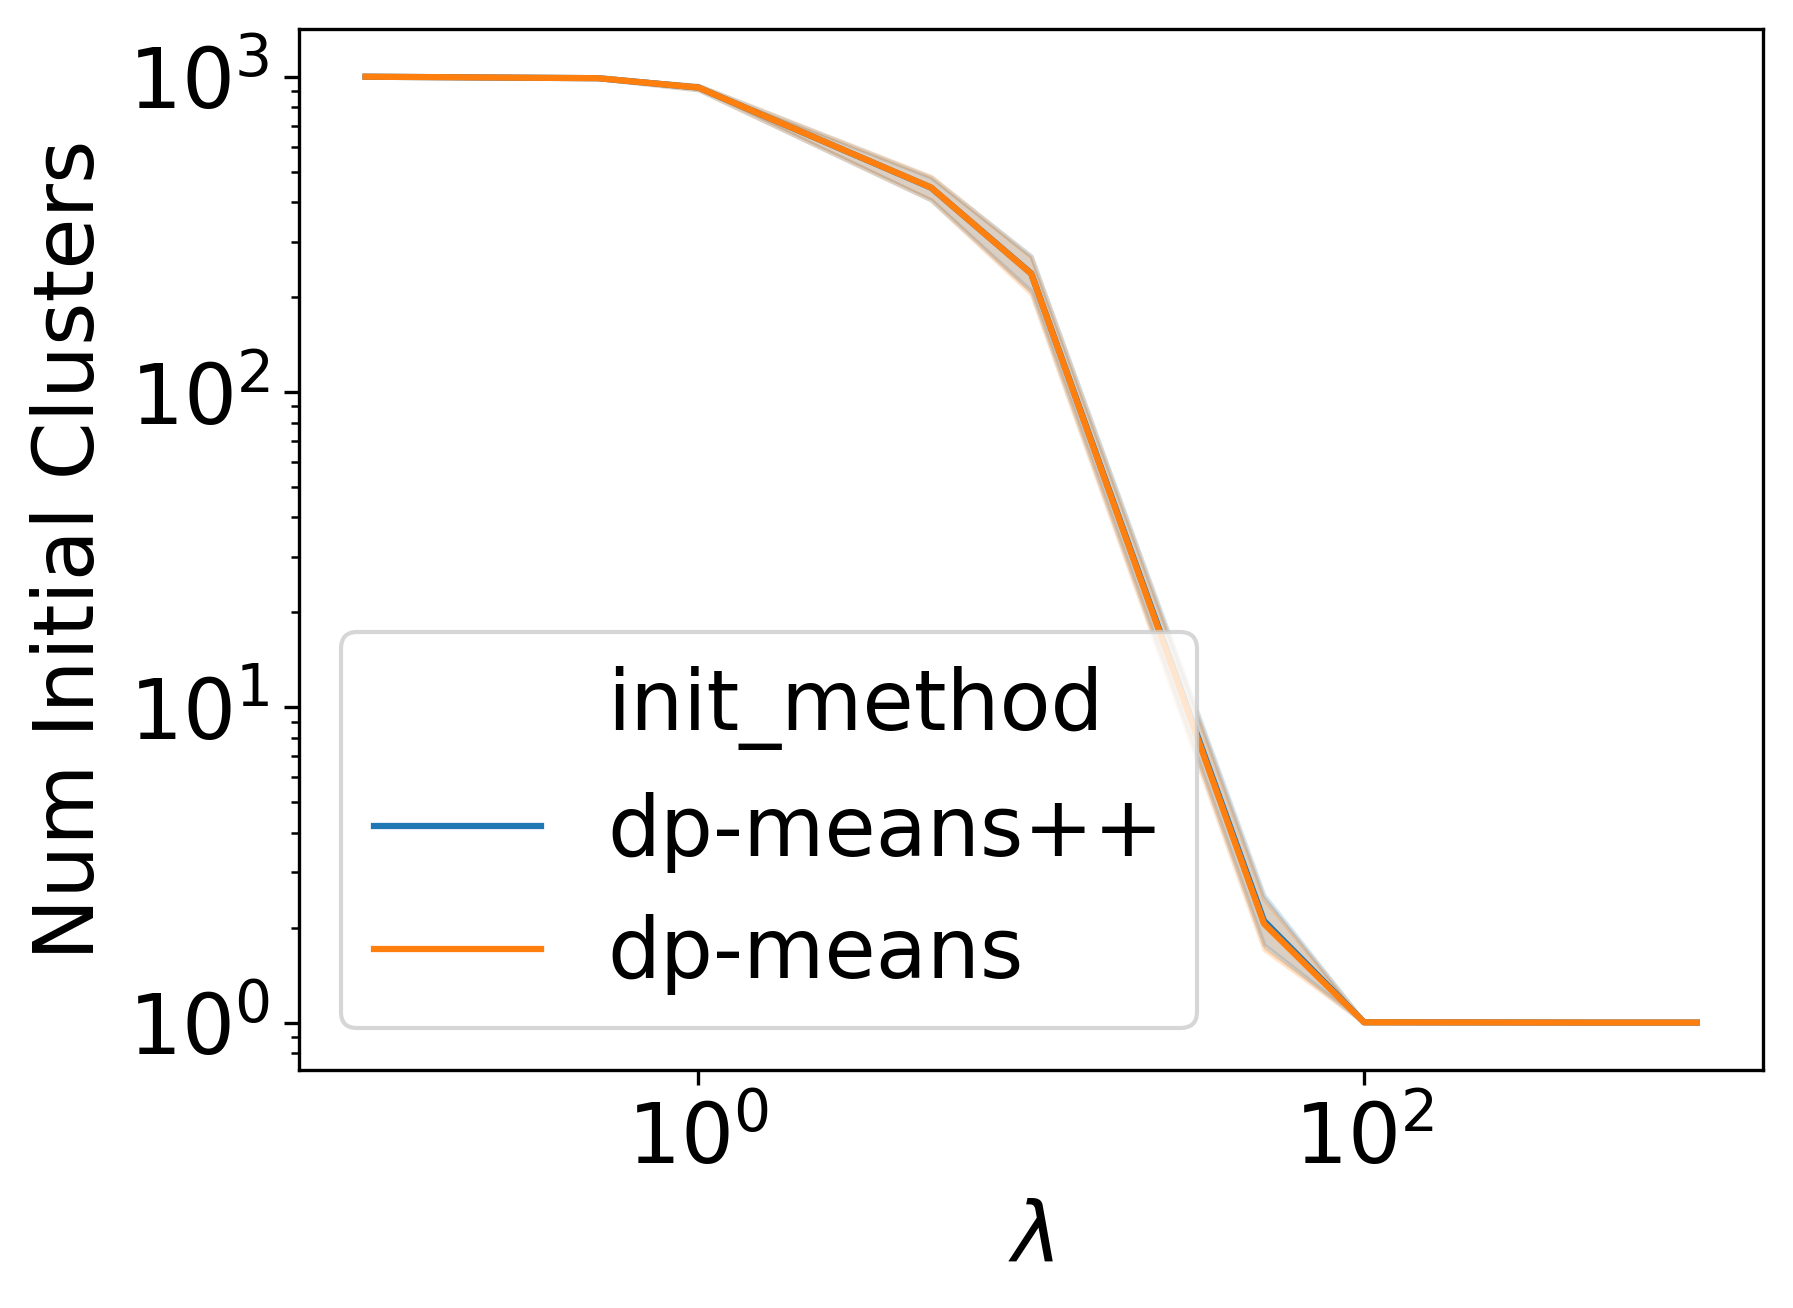 Num Initial Clusters
10^3
10^2
10^1
10^0
init_method
dp-means++
dp-means
10^0
10^2
λ